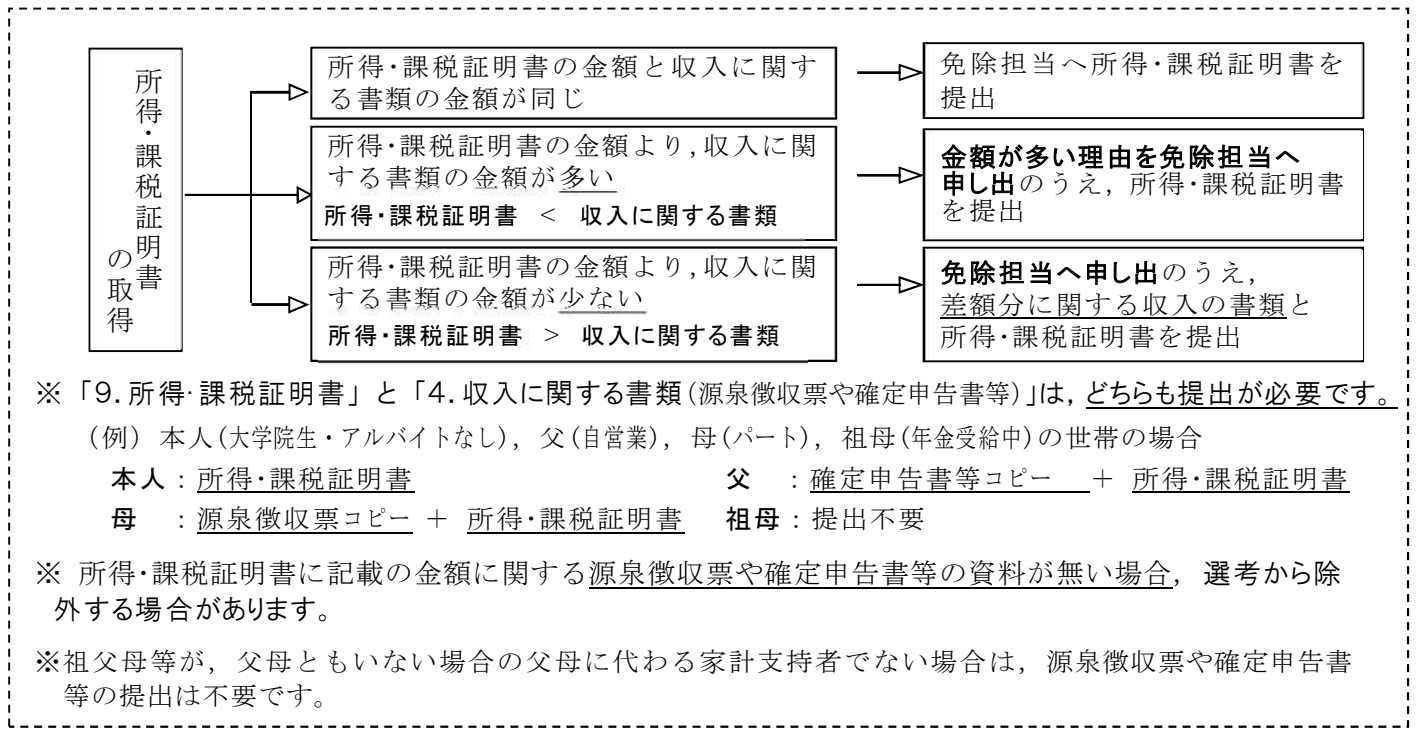 所得・課税証明書
の取得
所得・課税証明書の金額と収入に関す
る書類の金額が同じ
免除担当へ所得・課税証明書を
提出
所得・課税証明書の金額より,収入に関
する書類の金額が多い
所得・課税証明書 < 収入に関する書類
金額が多い理由を免除担当へ
申し出のうえ，所得・課税証明書
を提出
所得・課税証明書の金額より,収入に関
する書類の金額が少ない
所得・課税証明書 > 収入に関する書類
免除担当へ申し出のうえ，
差額分に関する収入の書類と
所得・課税証明書を提出
※「9.所得・課税証明書」と「4.収入に関する書類(源泉徴収票や確定申告書等)」は,どちらも提出が必要です。
(例) 本人(大学院生・アルバイトなし)，父(自営業)，母(パート)，祖母(年金受給中)の世帯の場合
本人：所得・課税証明書　父　：確定申告書等コピー　＋　所得・課税証明書
母　：源泉徴収票コピー　＋　所得・課税証明書　祖母：提出不要
※ 所得・課税証明書に記載の金額に関する源泉徴収票や確定申告書等の資料が無い場合，選考から除
外する場合があります。
※祖父母等が，父母ともいない場合の父母に代わる家計支持者でない場合は，源泉徴収票や確定申告書
等の提出は不要です。